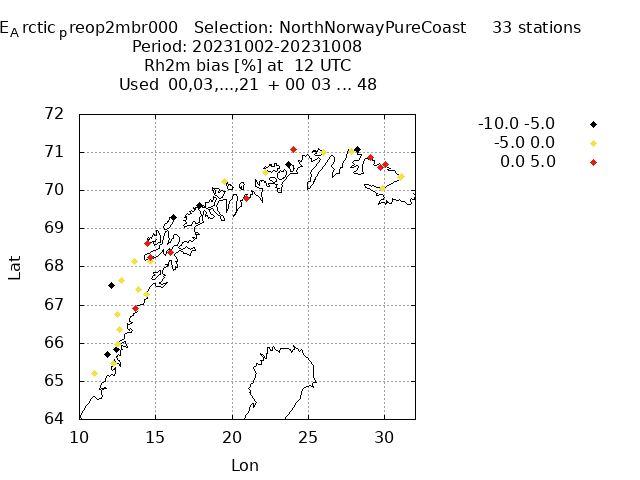 E_A rctic_p reop2mbr000 Selection: NorthNorwayPureCoast 33 stations
Period: 20231002-20231008
Rh2m bias [%] at 12 UTC
Used 00,03,...,21 + 00 03 ... 48
-10.0 -5.0
-5.0 0.0
0.0 5.0
72
71
70
69
68
67
66
65
64
Lat
10 15 20 25 30
Lon